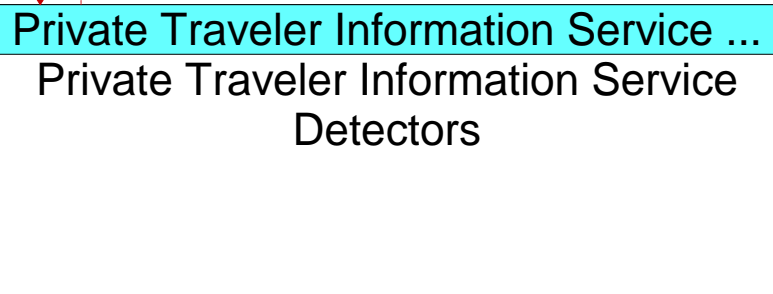 Private Traveler Information Service ...
Private Traveler Information Service
Detectors